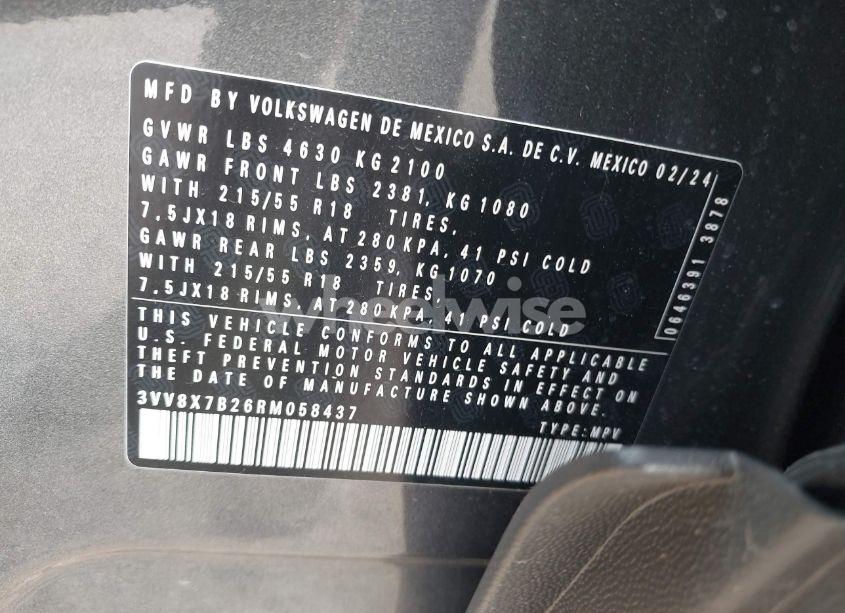 MFD BY VOLKSWAGEN DE MEXICO S.A. DE C.V. MEXICO 02/24
GVWR LBS 4630 KG 2100
GAWR FRONT LBS 2381, KG 1080
WITH 215/55 R18 TIRES,
7.5JX18 RIMS, AT 280 KPA, 41 PSI COLD
GAWR REAR LBS 2359, KG 1070
WITH 215/55 R18 TIRES,
7.5JX18 RIMS, AT 280 KPA, 41 PSI COLD
0646391 3878
wheelwise
THIS VEHICLE CONFORMS TO ALL APPLICABLE
U.S. FEDERAL MOTOR VEHICLE SAFETY AND
THEFT PREVENTION STANDARDS IN EFFECT ON
THE DATE OF MANUFACTURE SHOWN ABOVE
3VV8X7B26RM058437
TYPE: MPV